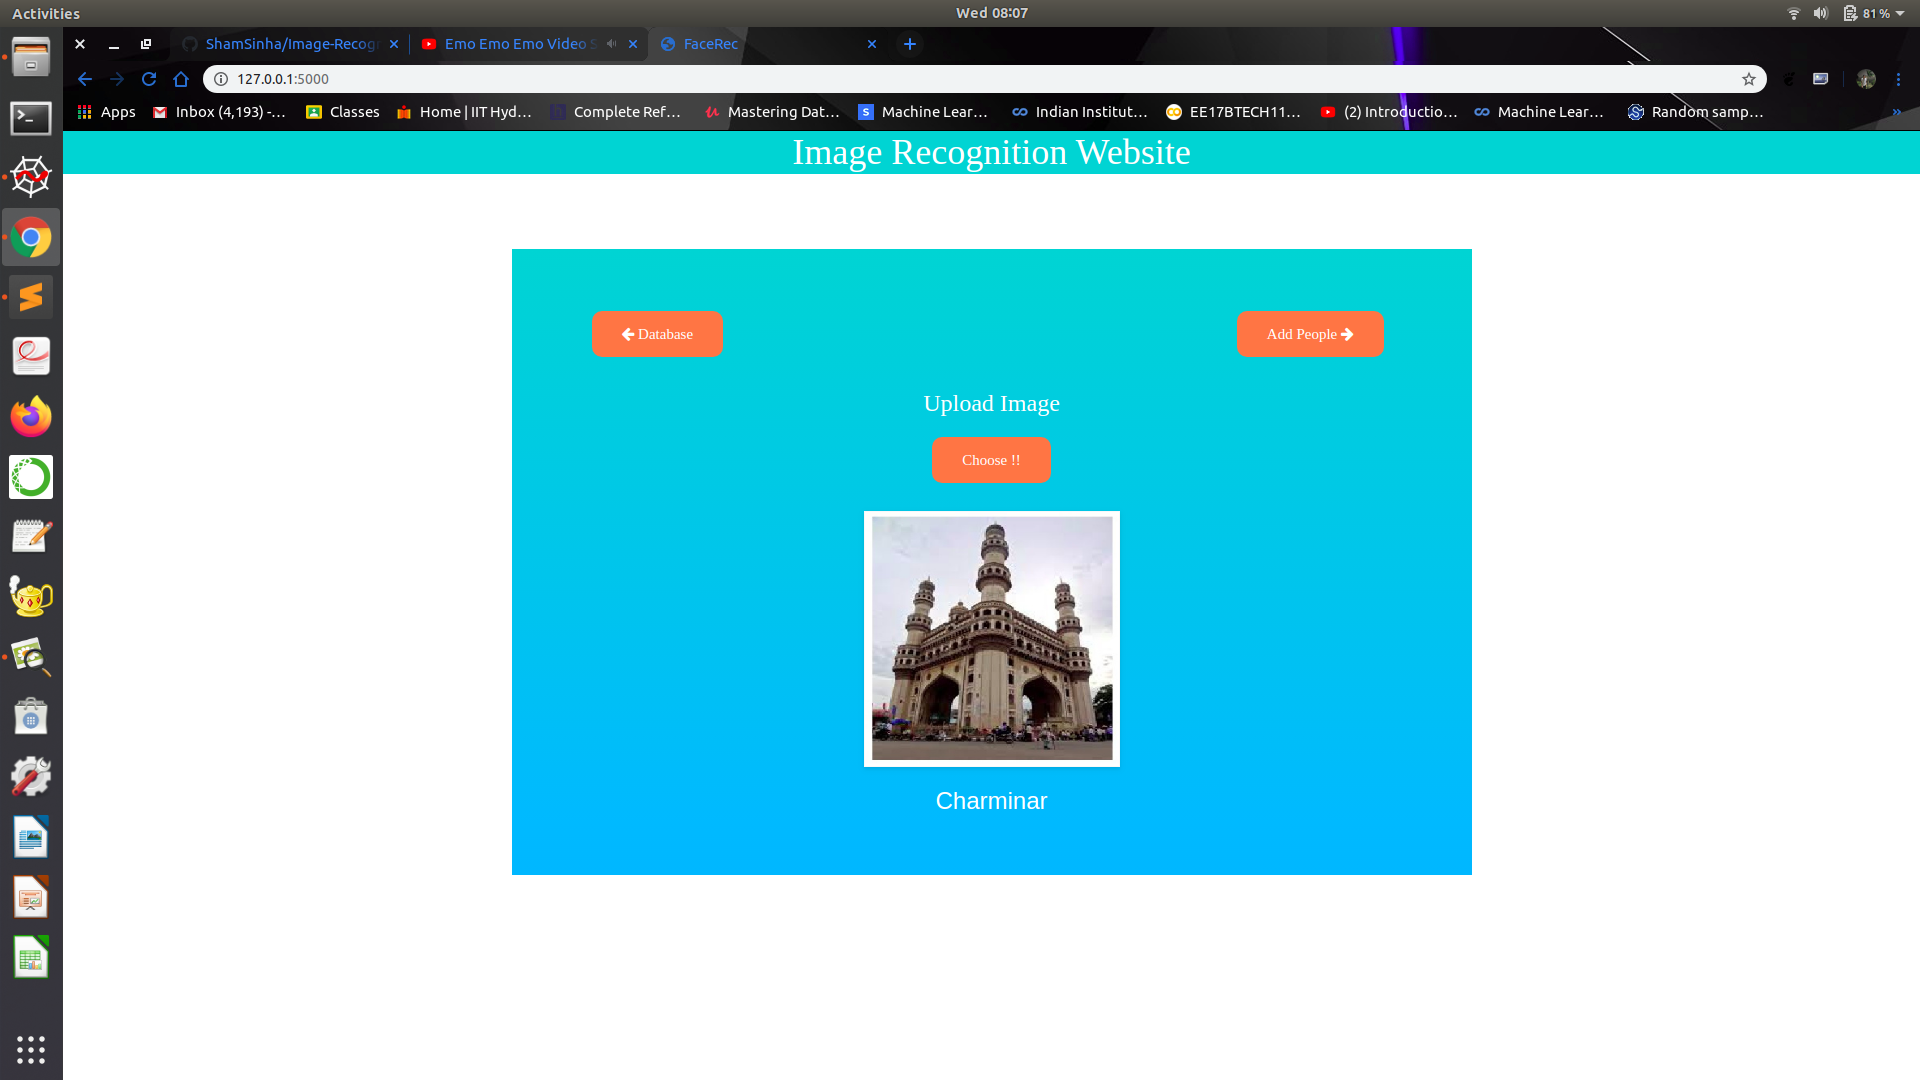 Activities
Wed 08:07
81 %
ShamSinha/Image-Recogn
Emo Emo Emo Video S
FaceRec
127.0.0.1:5000
Apps
Inbox (4,193) -...
Classes
Home | IIT Hyd...
Complete Ref...
Mastering Dat...
Machine Lear...
Indian Institut...
EE17BTECH11...
(2) Introductio...
Machine Lear...
Random samp...
Image Recognition Website
Database
Add People
Upload Image
Choose !!
Charminar